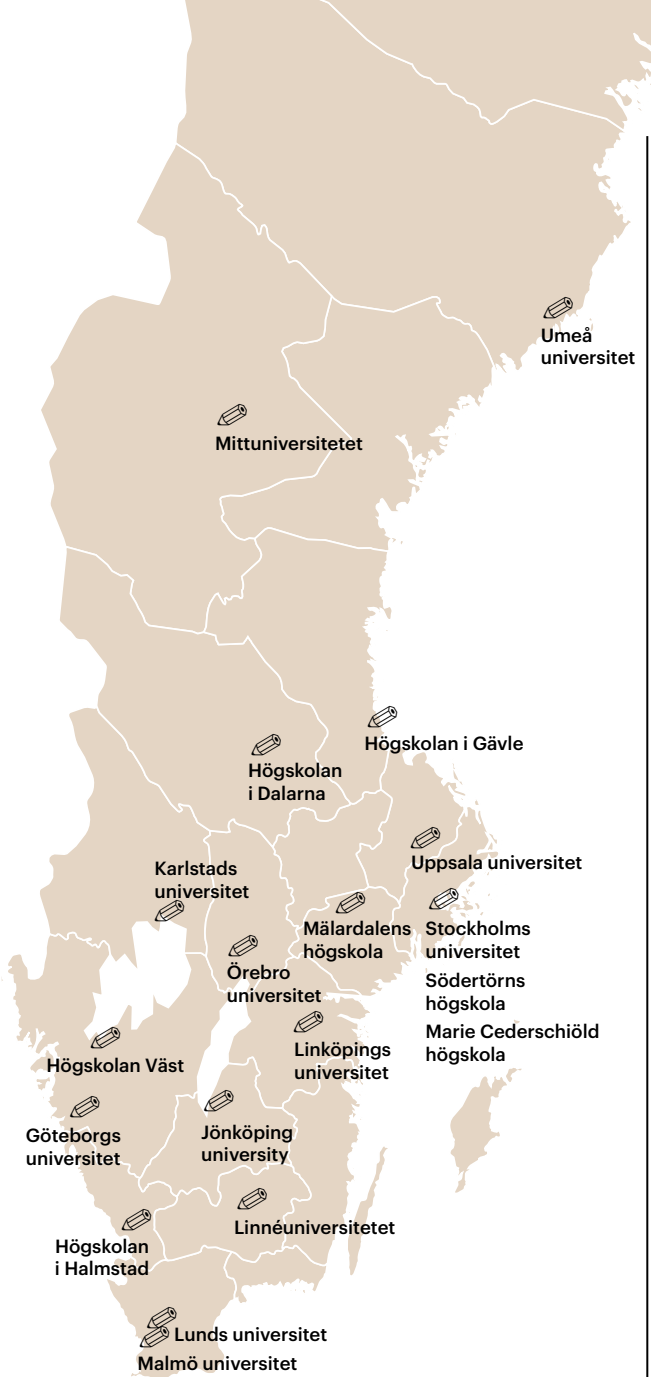 Umeå
universitet
Mittuniversitetet
Högskolan i Gävle
Högskolan
i Dalarna
Uppsala universitet
Karlstads
universitet
Mälardalens
högskola
Stockholms
universitet
Södertörns
högskola
Marie Cederschiöld
högskola
Örebro
universitet
Linköpings
universitet
Högskolan Väst
Göteborgs
universitet
Jönköping
university
Linnéuniversitetet
Högskolan
i Halmstad
Lunds universitet
Malmö universitet